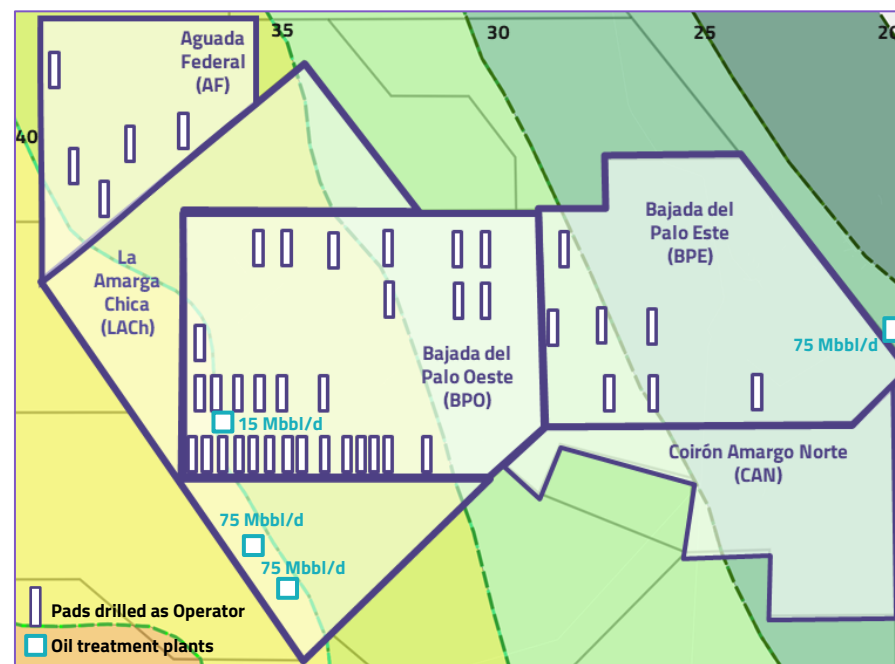 35
30
25
20
40
Aguada
Federal
(AF)
La
Amarga
Chica
(LACh)
Bajada del
Palo Oeste
(BPO)
Bajada del
Palo Este
(BPE)
75 Mbbl/d
15 Mbbl/d
Coirón Amargo Norte
(CAN)
75 Mbbl/d
75 Mbbl/d
Pads drilled as Operator
Oil treatment plants